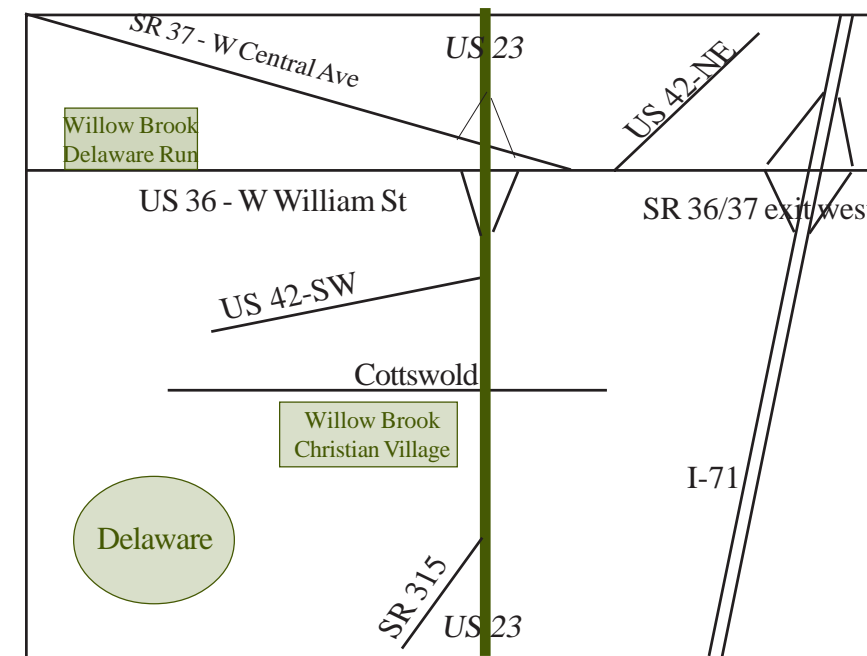 SR 37 - W Central Ave
US 23
US 42-NE
Willow Brook
Delaware Run
US 36 - W William St
SR 36/37 exit west
US 42-SW
Cottswold
Willow Brook
Christian Village
I-71
Delaware
SR 315
US 23